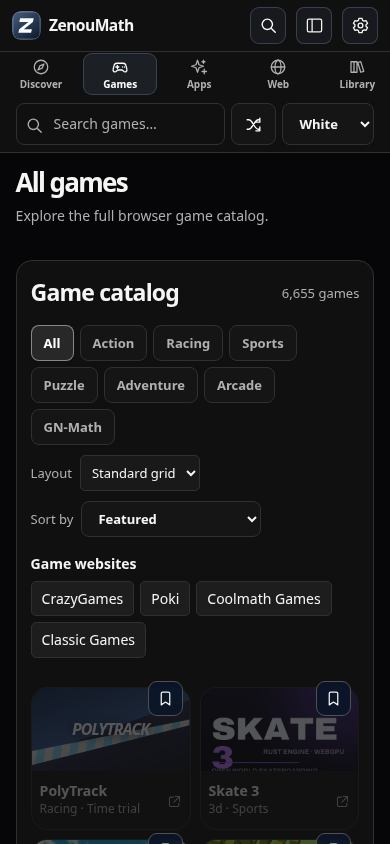 ZenouMath
Discover
Games
Apps
Web
Library
Search games...
White
All games
Explore the full browser game catalog.
Game catalog
6,655 games
All
Action
Racing
Sports
Puzzle
Adventure
Arcade
GN-Math
Layout
Standard grid
Sort by
Featured
Game websites
CrazyGames
Poki
Coolmath Games
Classic Games
POLYTRACK
PolyTrack
Racing · Time trial
SKATE
3
RUST ENGINE · WEBGPU
OPEN WORLD SKATEBOARDING
Skate 3
3d · Sports